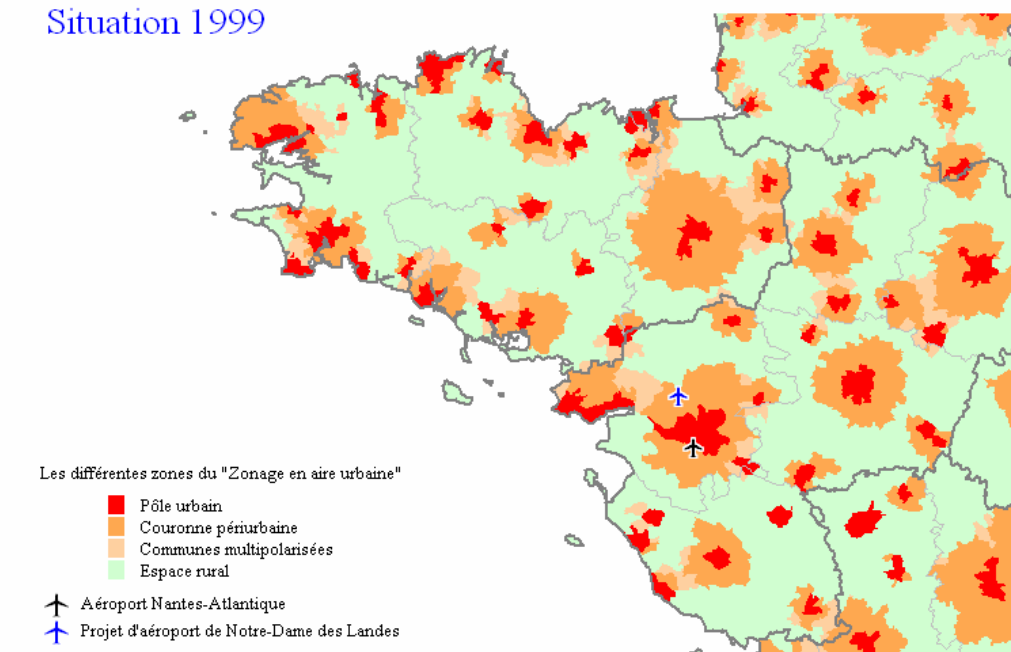 Situation 1999
Les différentes zones du "Zonage en aire urbaine"
Pôle urbain
Couronne périurbaine
Communes multipolarisées
Espace rural
Aéroport Nantes-Atlantique
Projet d'aéroport de Notre-Dame des Landes